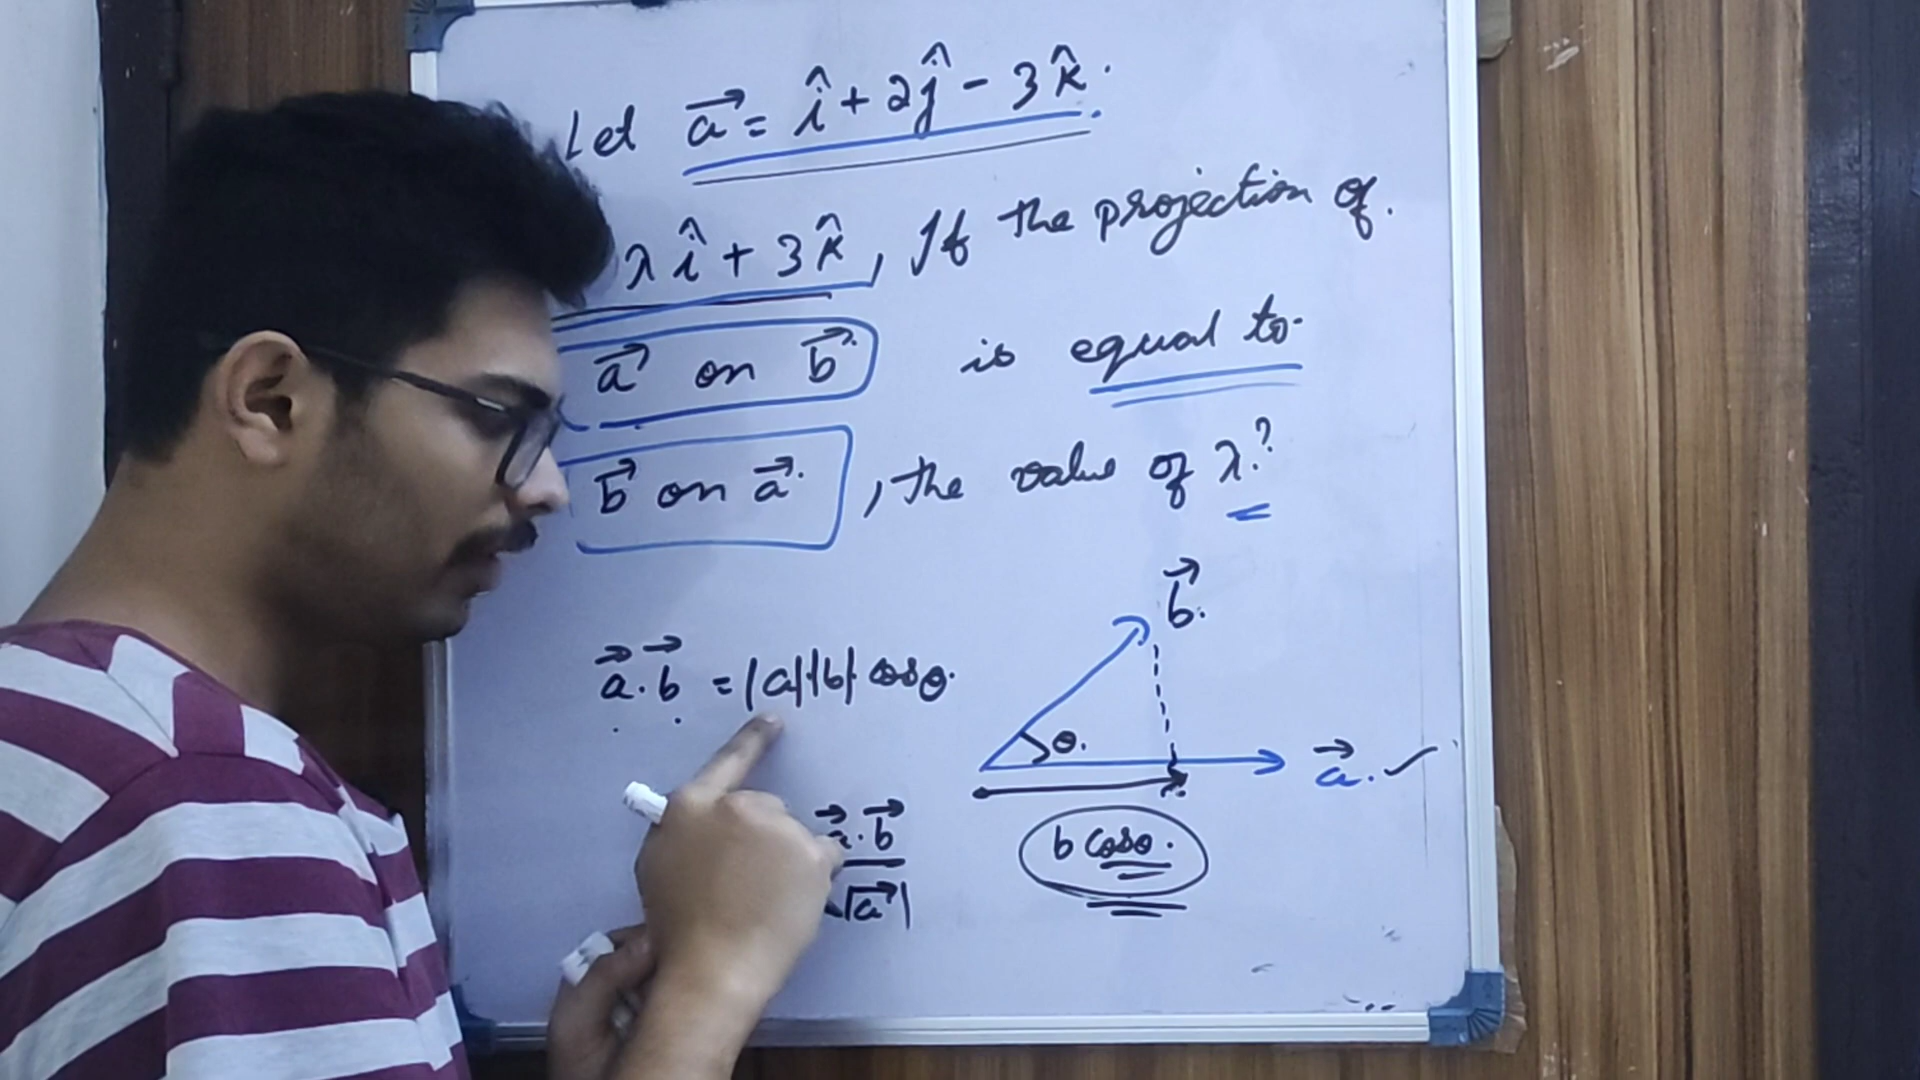 Let a⃗ = î + 2ĵ - 3k̂.
λî + 3k̂, If the projection of.
a⃗ on b⃗ is equal to.
b⃗ on a⃗. , the value of λ.?
b⃗.
a⃗.b⃗ = |a||b| cosθ.
θ.
a⃗.
a⃗.b⃗
b cosθ.
|a⃗|